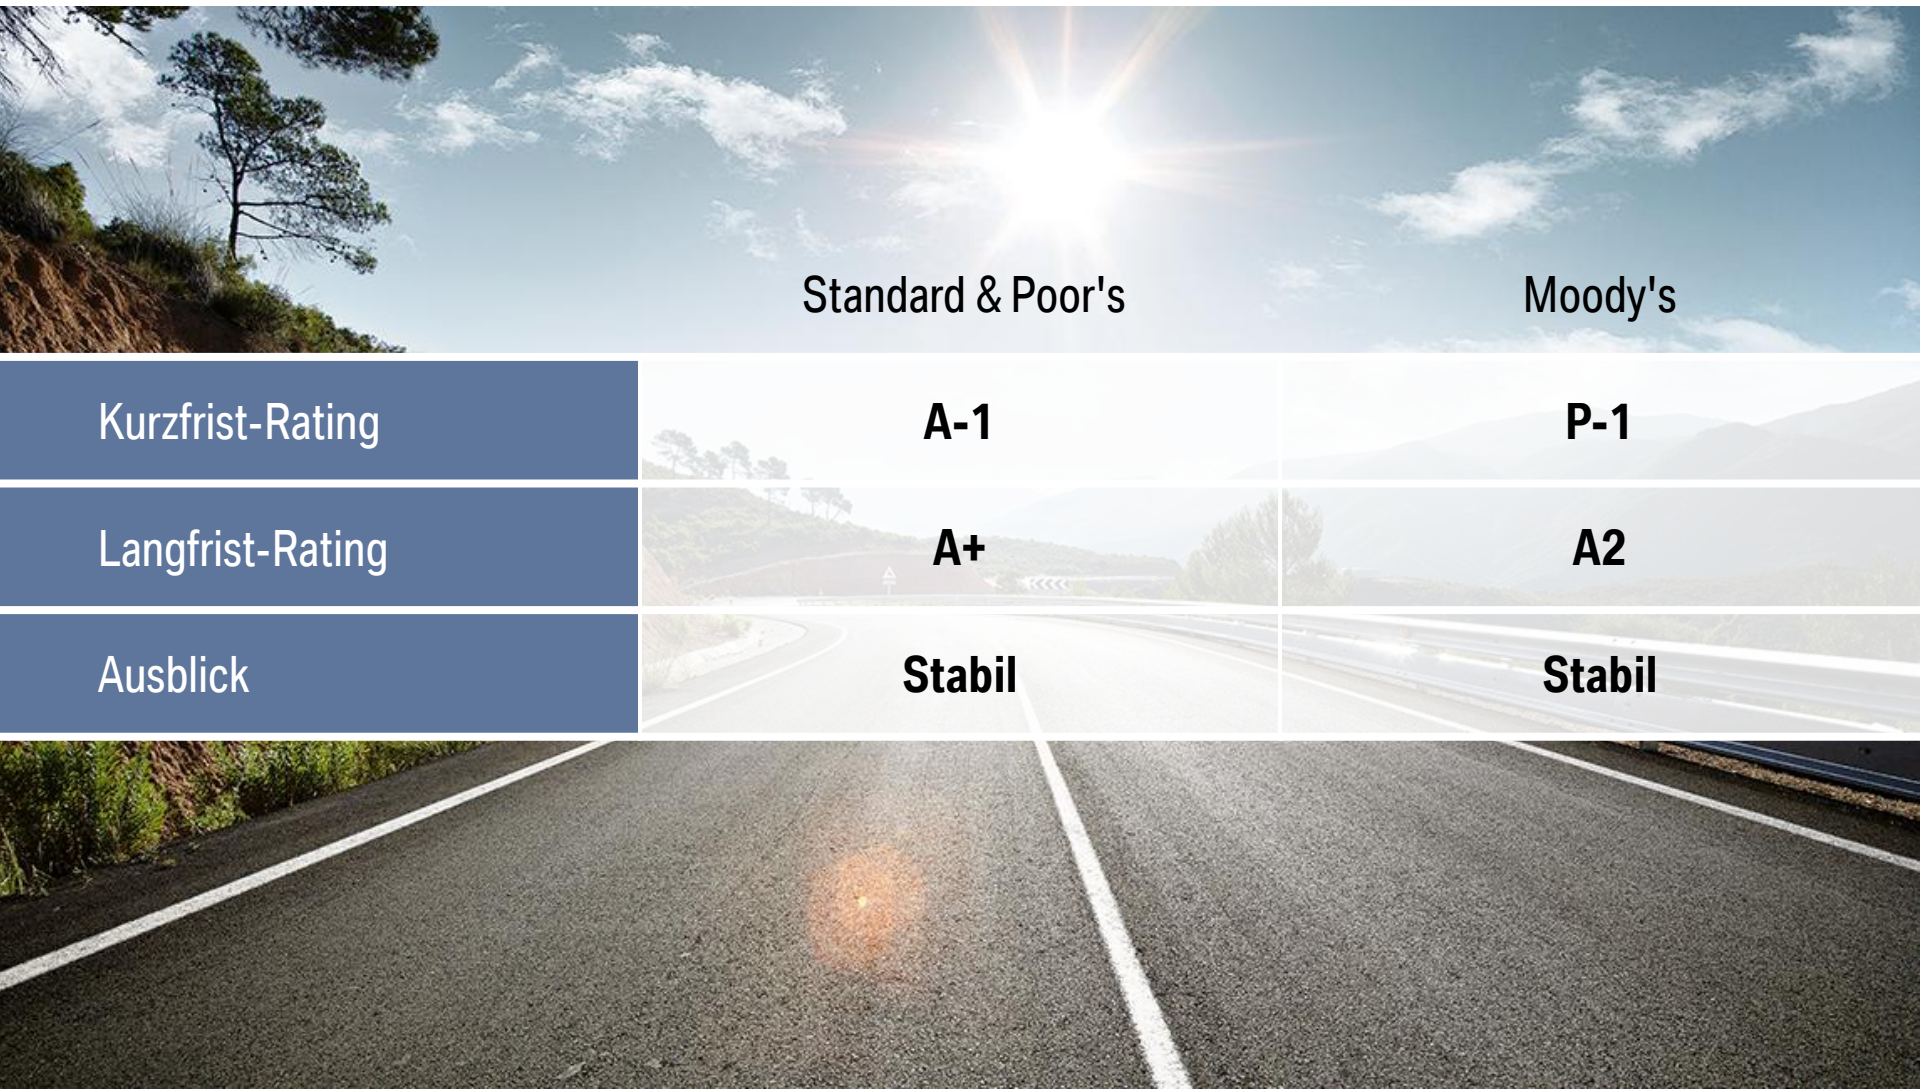 Standard & Poor's Moody's
Kurzfrist-Rating A-1 P-1
Langfrist-Rating A+ A2
Ausblick Stabil Stabil